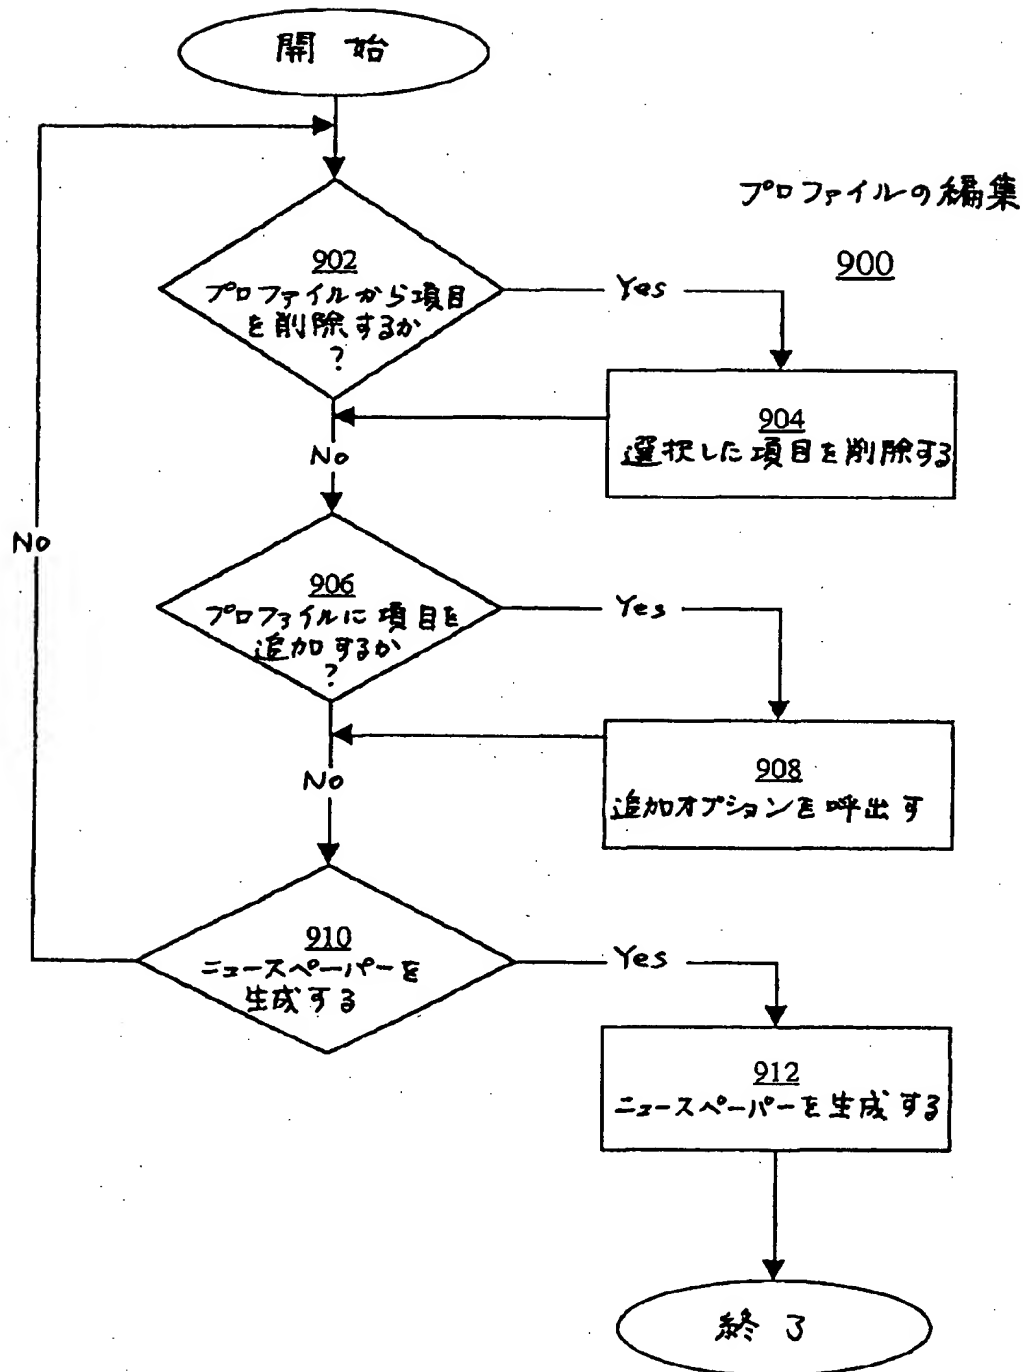 開始
プロファイルの編集
900
902
プロファイルから項目
を削除するか
?
Yes
904
選択した項目を削除する
No
No
906
プロファイルに項目を
追加するか
?
Yes
908
追加オプションを呼出す
No
910
ニュースペーパーを
生成する
Yes
912
ニュースペーパーを生成する
終了